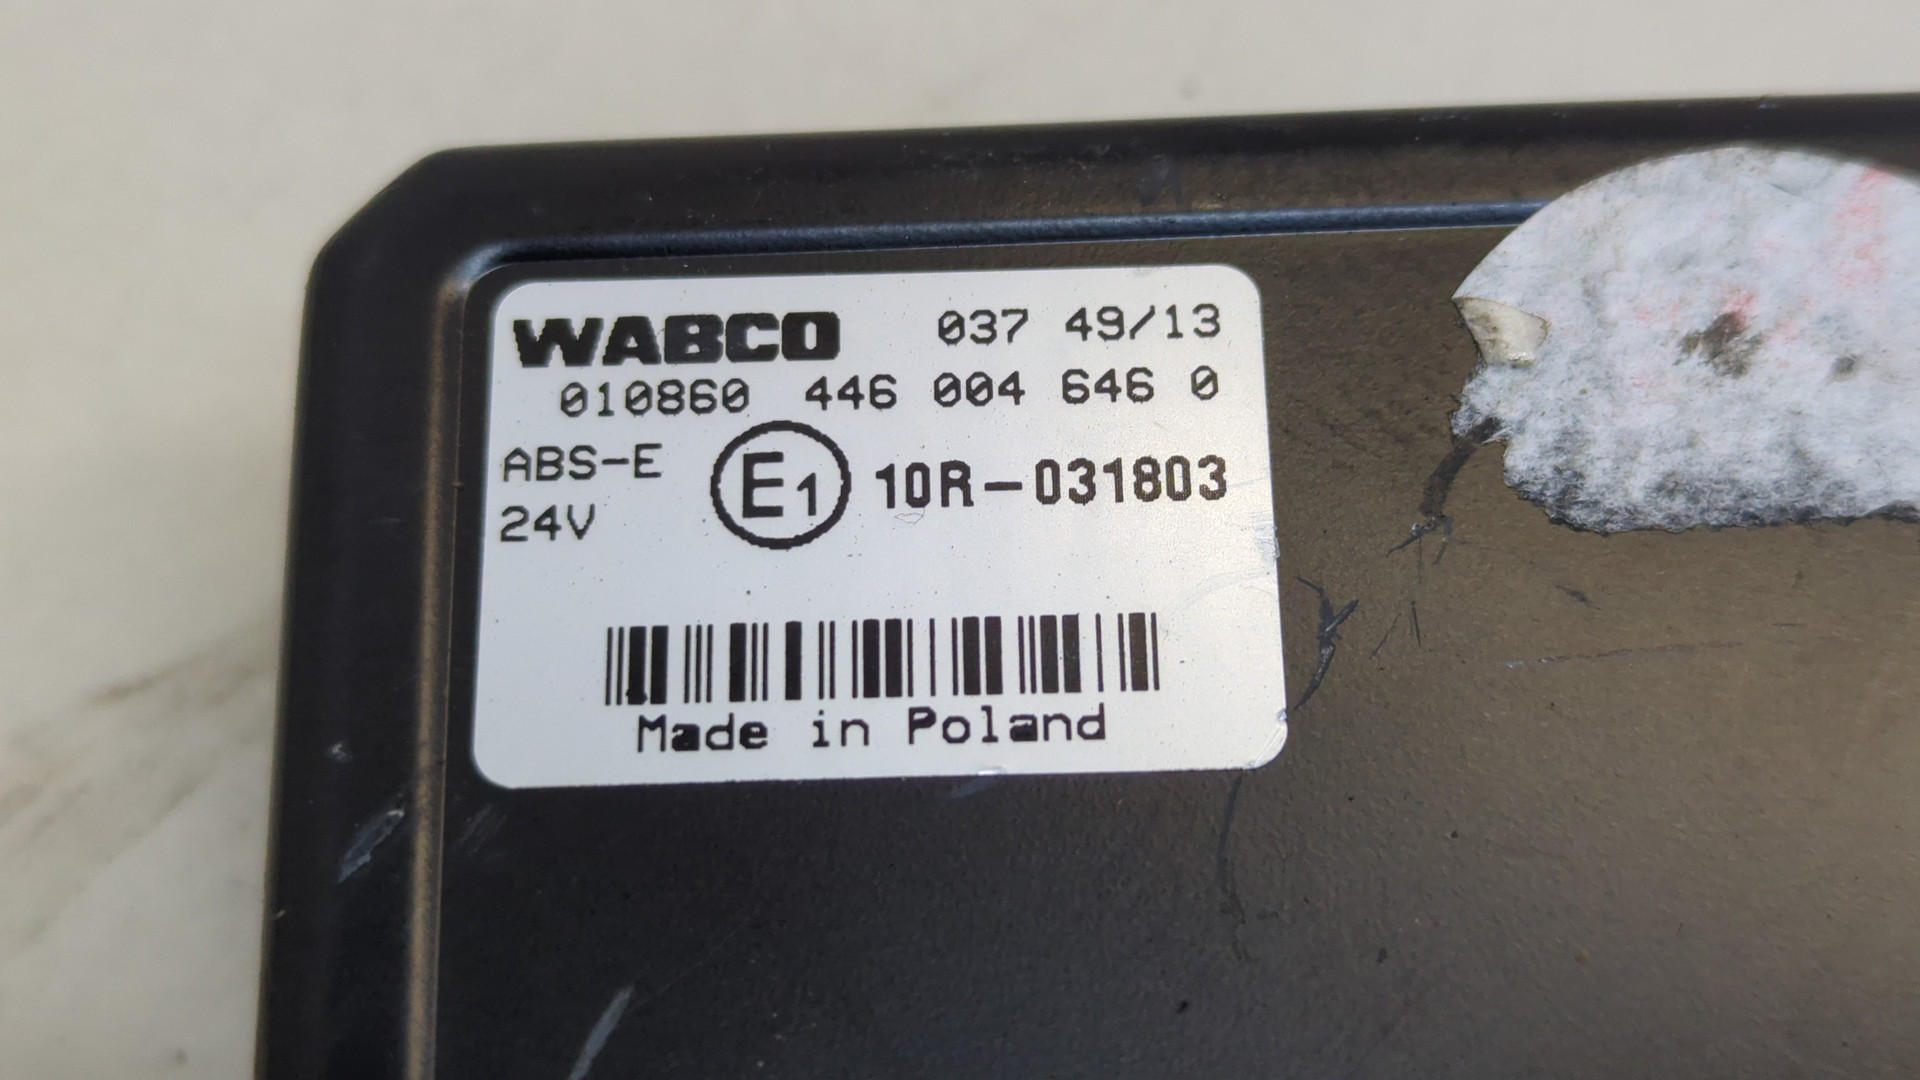 WABCO 037 49/13
010860 446 004 646 0
ABS-E E1 10R-031803
24V
Made in Poland